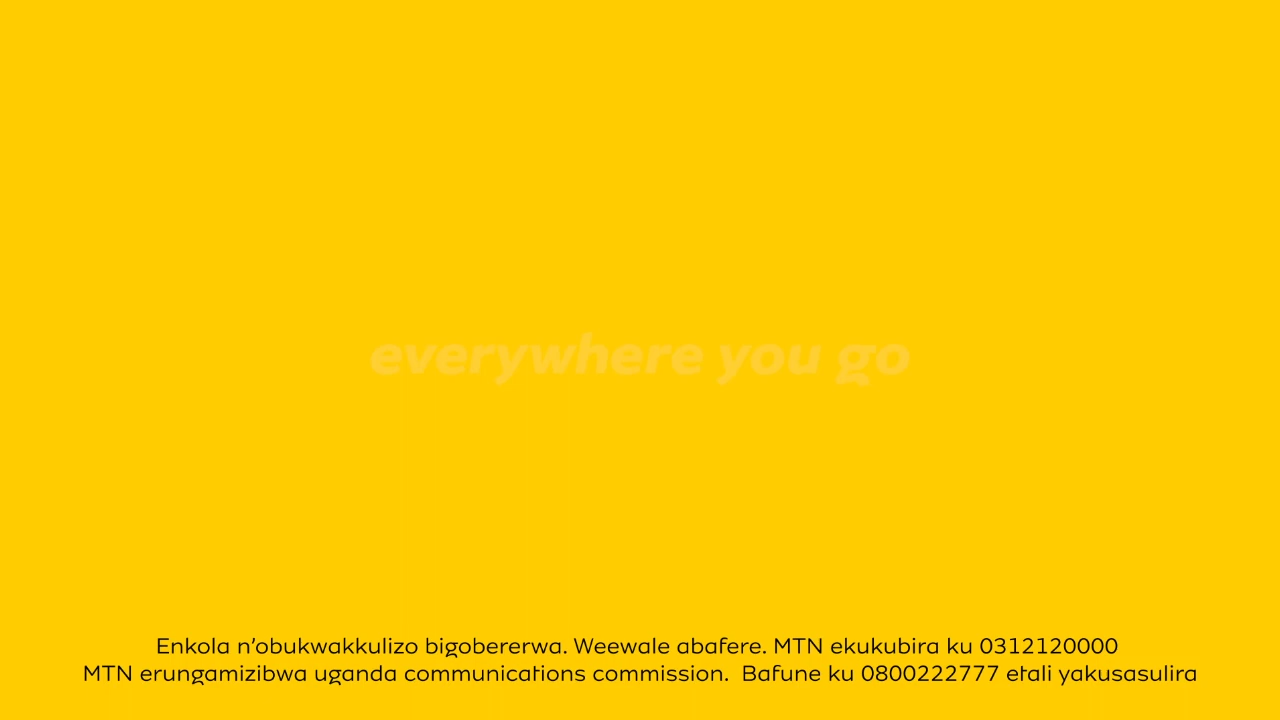 everywhere you go
Enkola n’obukwakkulizo bigobererwa. Weewale abafere. MTN ekukubira ku 0312120000
MTN erungamizibwa uganda communications commission. Bafune ku 0800222777 etali yakusasulira